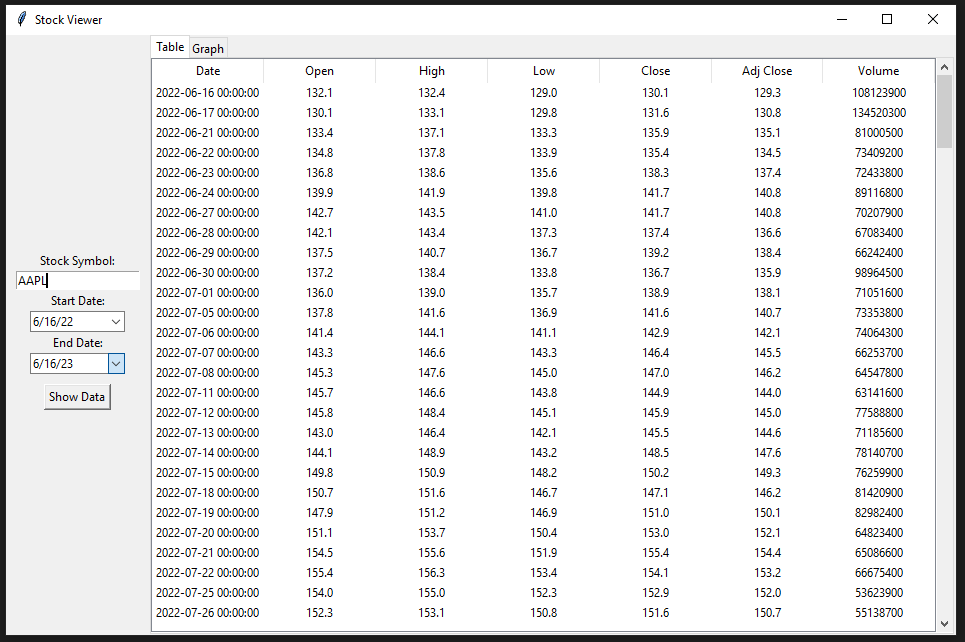 Stock Viewer
Table Graph
Date Open High Low Close Adj Close Volume
2022-06-16 00:00:00 132.1 132.4 129.0 130.1 129.3 108123900
2022-06-17 00:00:00 130.1 133.1 129.8 131.6 130.8 134520300
2022-06-21 00:00:00 133.4 137.1 133.3 135.9 135.1 81000500
2022-06-22 00:00:00 134.8 137.8 133.9 135.4 134.5 73409200
2022-06-23 00:00:00 136.8 138.6 135.6 138.3 137.4 72433800
2022-06-24 00:00:00 139.9 141.9 139.8 141.7 140.8 89116800
2022-06-27 00:00:00 142.7 143.5 141.0 141.7 140.8 70207900
2022-06-28 00:00:00 142.1 143.4 137.3 137.4 136.6 67083400
2022-06-29 00:00:00 137.5 140.7 136.7 139.2 138.4 66242400
2022-06-30 00:00:00 137.2 138.4 133.8 136.7 135.9 98964500
2022-07-01 00:00:00 136.0 139.0 135.7 138.9 138.1 71051600
2022-07-05 00:00:00 137.8 141.6 136.9 141.6 140.7 73353800
2022-07-06 00:00:00 141.4 144.1 141.1 142.9 142.1 74064300
2022-07-07 00:00:00 143.3 146.6 143.3 146.4 145.5 66253700
2022-07-08 00:00:00 145.3 147.6 145.0 147.0 146.2 64547800
2022-07-11 00:00:00 145.7 146.6 143.8 144.9 144.0 63141600
2022-07-12 00:00:00 145.8 148.4 145.1 145.9 145.0 77588800
2022-07-13 00:00:00 143.0 146.4 142.1 145.5 144.6 71185600
2022-07-14 00:00:00 144.1 148.9 143.2 148.5 147.6 78140700
2022-07-15 00:00:00 149.8 150.9 148.2 150.2 149.3 76259900
2022-07-18 00:00:00 150.7 151.6 146.7 147.1 146.2 81420900
2022-07-19 00:00:00 147.9 151.2 146.9 151.0 150.1 82982400
2022-07-20 00:00:00 151.1 153.7 150.4 153.0 152.1 64823400
2022-07-21 00:00:00 154.5 155.6 151.9 155.4 154.4 65086600
2022-07-22 00:00:00 155.4 156.3 153.4 154.1 153.2 66675400
2022-07-25 00:00:00 154.0 155.0 152.3 152.9 152.0 53623900
2022-07-26 00:00:00 152.3 153.1 150.8 151.6 150.7 55138700
Stock Symbol:
AAPL
Start Date:
6/16/22
End Date:
6/16/23
Show Data